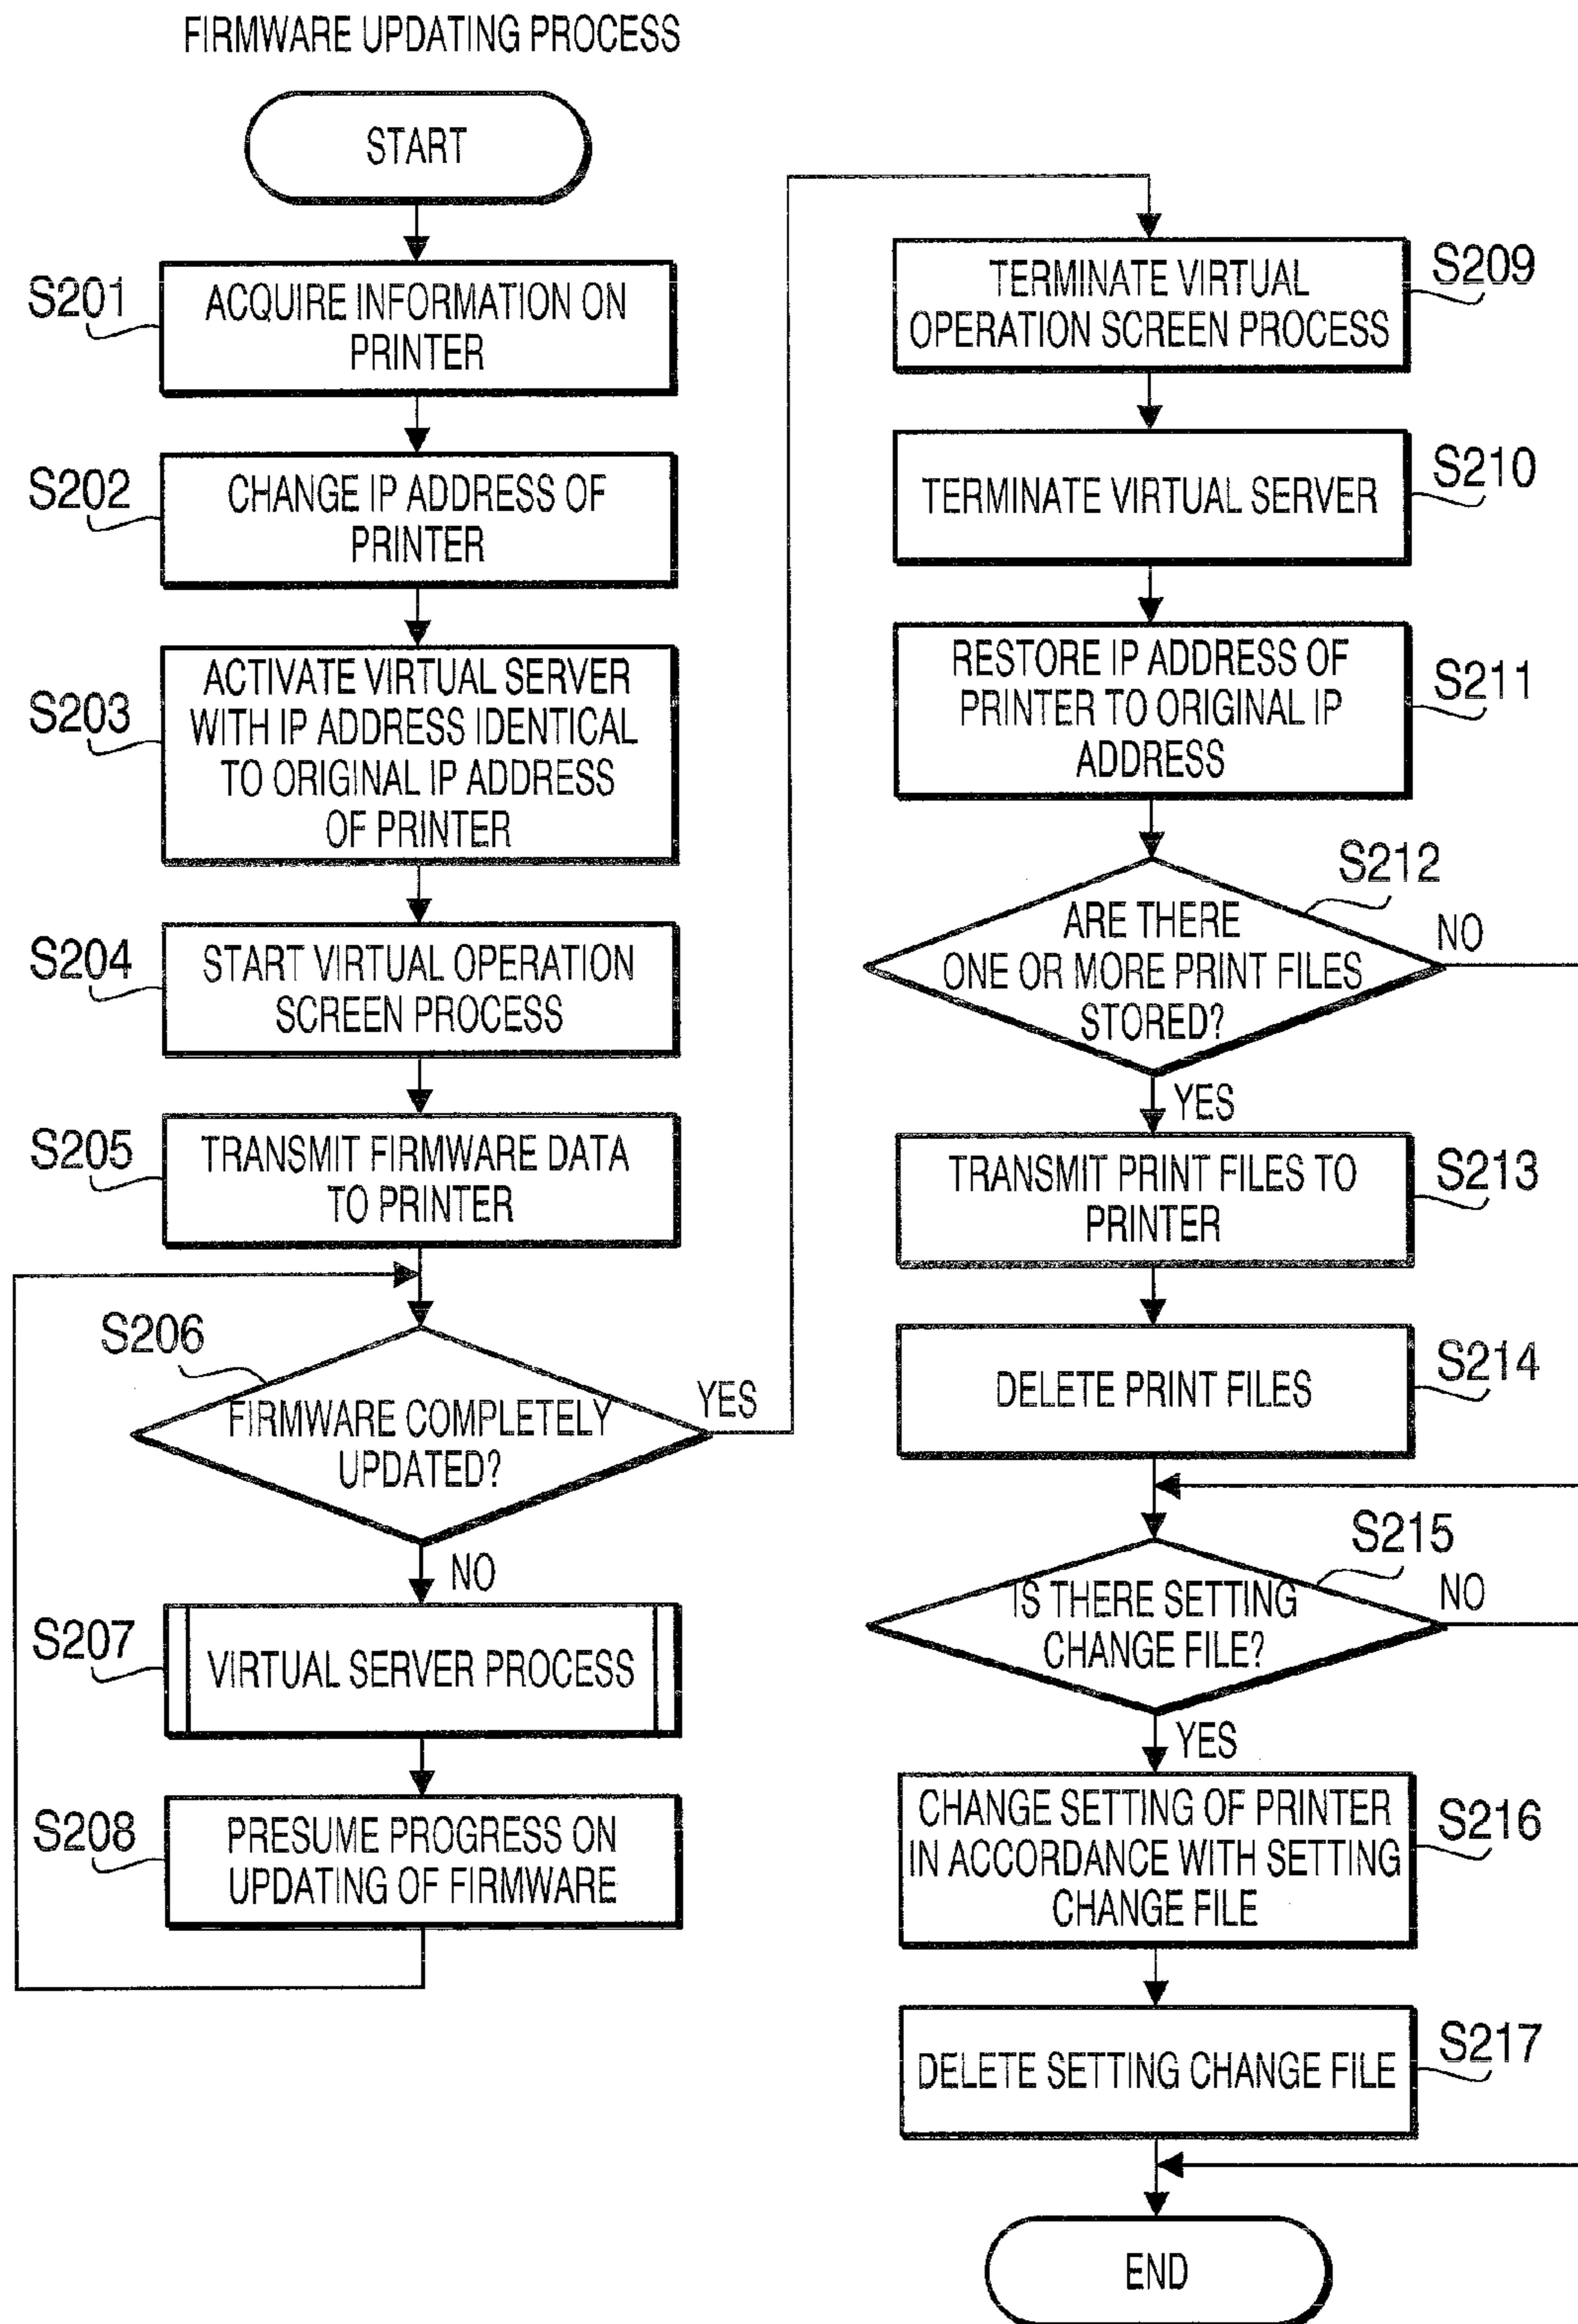 FIRMWARE UPDATING PROCESS
START
S201
ACQUIRE INFORMATION ON
PRINTER
S202
CHANGE IP ADDRESS OF
PRINTER
S203
ACTIVATE VIRTUAL SERVER
WITH IP ADDRESS IDENTICAL
TO ORIGINAL IP ADDRESS
OF PRINTER
S204
START VIRTUAL OPERATION
SCREEN PROCESS
S205
TRANSMIT FIRMWARE DATA
TO PRINTER
S206
FIRMWARE COMPLETELY
UPDATED?
YES
NO
S207
VIRTUAL SERVER PROCESS
S208
PRESUME PROGRESS ON
UPDATING OF FIRMWARE
S209
TERMINATE VIRTUAL
OPERATION SCREEN PROCESS
S210
TERMINATE VIRTUAL SERVER
S211
RESTORE IP ADDRESS OF
PRINTER TO ORIGINAL IP
ADDRESS
S212
ARE THERE
ONE OR MORE PRINT FILES
STORED?
NO
YES
S213
TRANSMIT PRINT FILES TO
PRINTER
S214
DELETE PRINT FILES
S215
IS THERE SETTING
CHANGE FILE?
NO
YES
S216
CHANGE SETTING OF PRINTER
IN ACCORDANCE WITH SETTING
CHANGE FILE
S217
DELETE SETTING CHANGE FILE
END